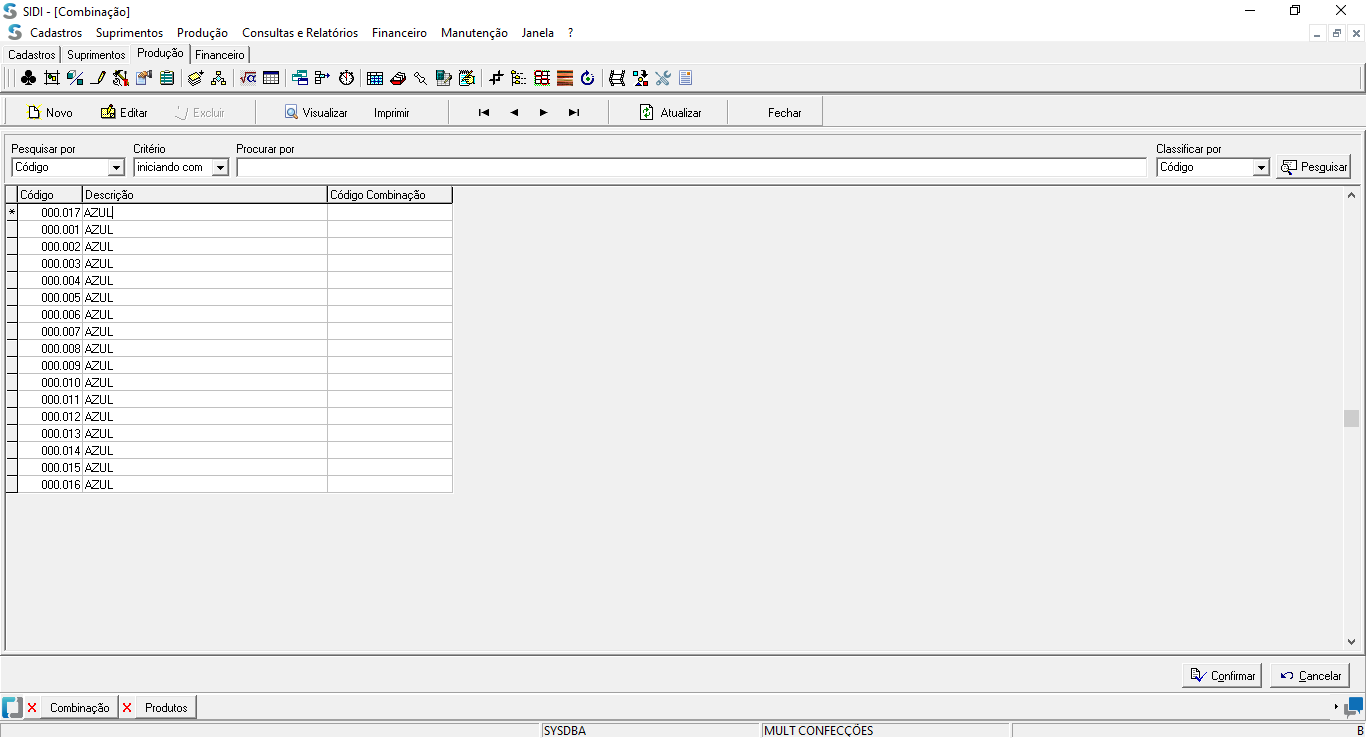 SIDI - [Combinação]
Cadastros Suprimentos Produção Consultas e Relatórios Financeiro Manutenção Janela ?
Cadastros Suprimentos Produção Financeiro
Novo Editar Excluir Visualizar Imprimir Atualizar Fechar
Pesquisar por Critério Procurar por Classificar por
Código iniciando com Código Pesquisar
Código Descrição Código Combinação
* 000.017 AZUL
000.001 AZUL
000.002 AZUL
000.003 AZUL
000.004 AZUL
000.005 AZUL
000.006 AZUL
000.007 AZUL
000.008 AZUL
000.009 AZUL
000.010 AZUL
000.011 AZUL
000.012 AZUL
000.013 AZUL
000.014 AZUL
000.015 AZUL
000.016 AZUL
Confirmar Cancelar
Combinação Produtos
SYSDBA MULT CONFECÇÕES B